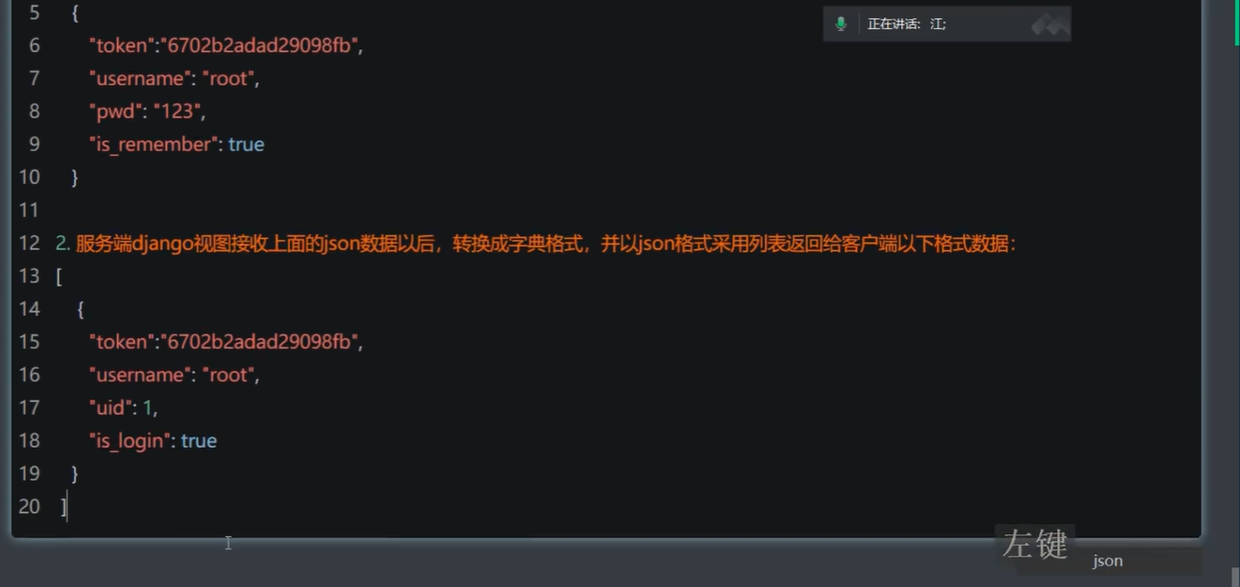 5 {
正在讲话: 江;
6 "token":"6702b2adad29098fb",
7 "username": "root",
8 "pwd": "123",
9 "is_remember": true
10 }
11
12 2. 服务端django视图接收上面的json数据以后，转换成字典格式，并以json格式采用列表返回给客户端以下格式数据：
13 [
14 {
15 "token":"6702b2adad29098fb",
16 "username": "root",
17 "uid": 1,
18 "is_login": true
19 }
20 ]
左键
json